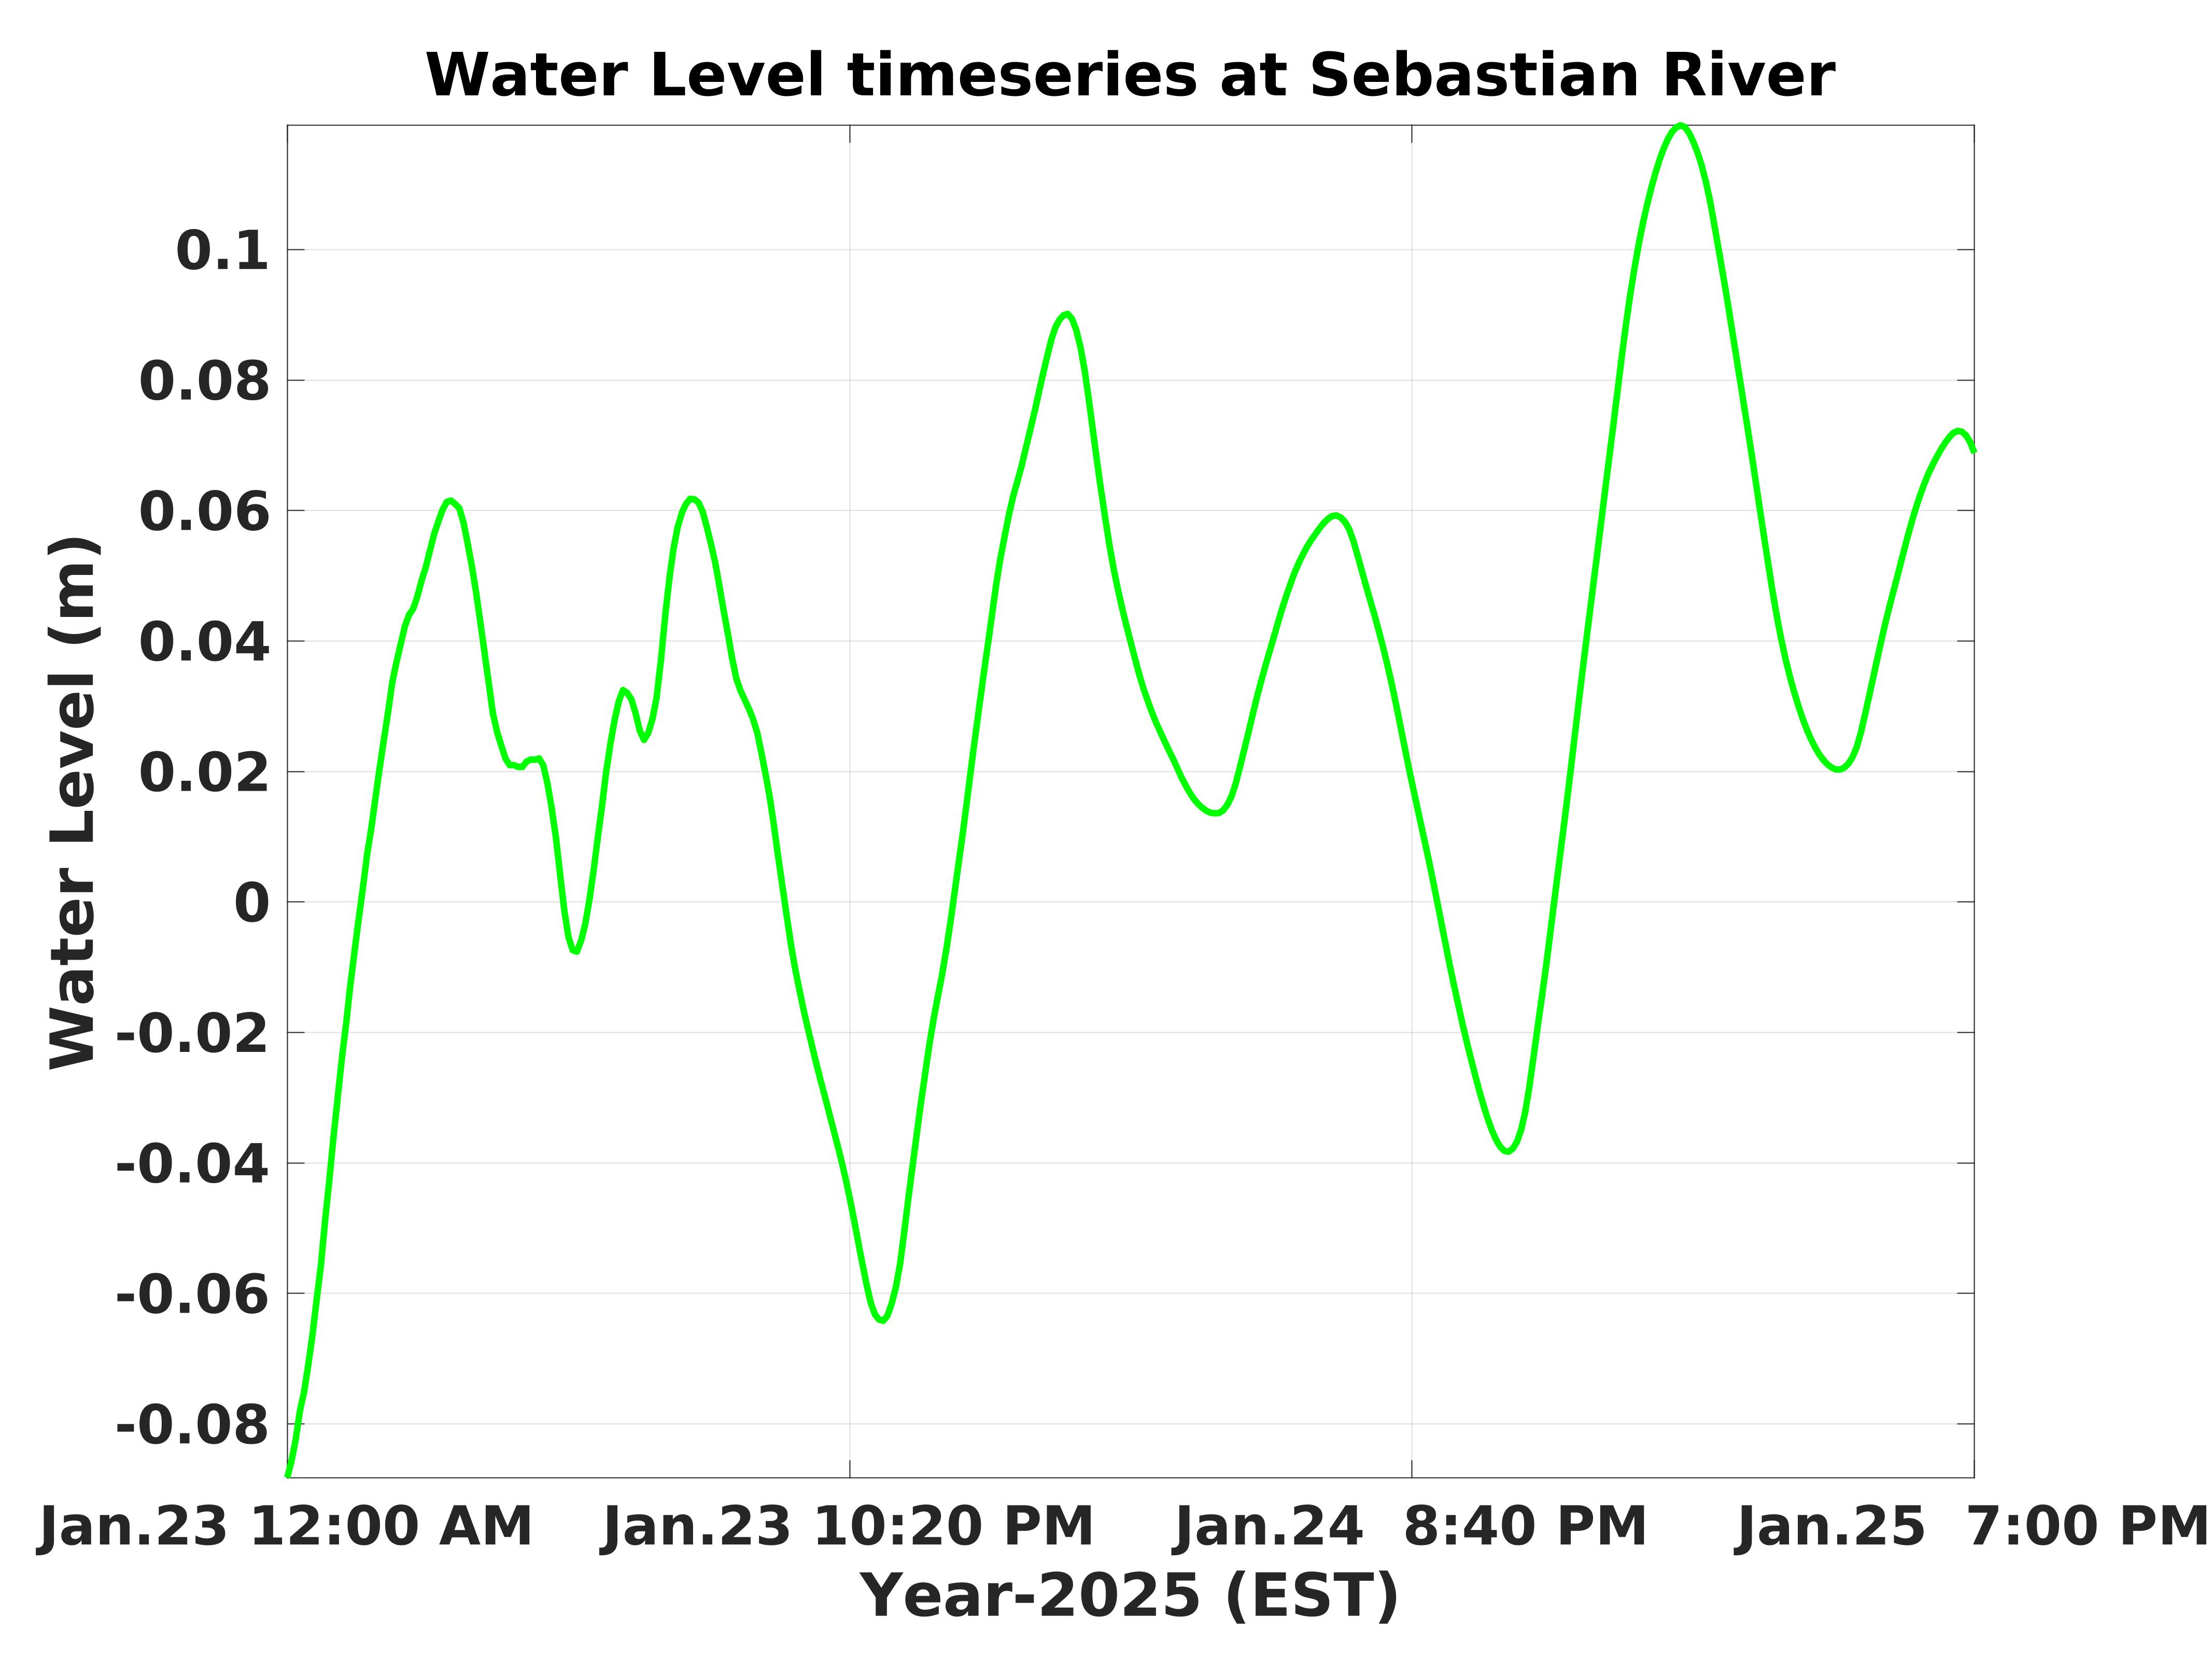 Water Level timeseries at Sebastian River
Water Level (m)
0.1
0.08
0.06
0.04
0.02
0
-0.02
-0.04
-0.06
-0.08
Jan.23 12:00 AM Jan.23 10:20 PM Jan.24 8:40 PM Jan.25 7:00 PM
Year-2025 (EST)